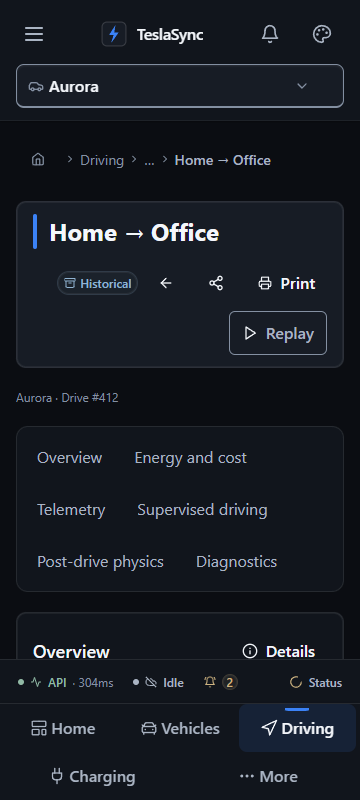 TeslaSync
Aurora
Driving
...
Home → Office
Home → Office
Historical
Print
Replay
Aurora · Drive #412
Overview
Energy and cost
Telemetry
Supervised driving
Post-drive physics
Diagnostics
Overview
Details
API · 304ms
Idle
2
Status
Home
Vehicles
Driving
Charging
More